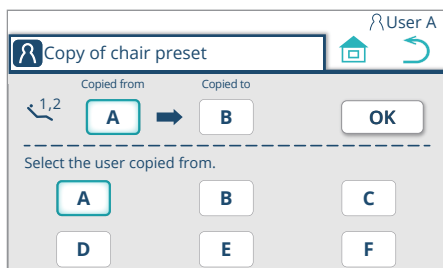 User A
Copy of chair preset
Copied from Copied to
1,2 A B OK
Select the user copied from.
A B C
D E F